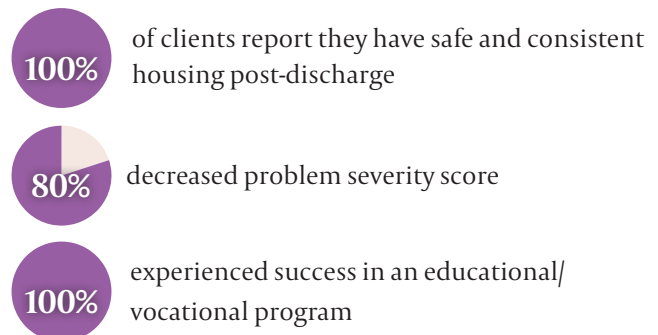 100%
of clients report they have safe and consistent
housing post-discharge
80%
decreased problem severity score
100%
experienced success in an educational/
vocational program